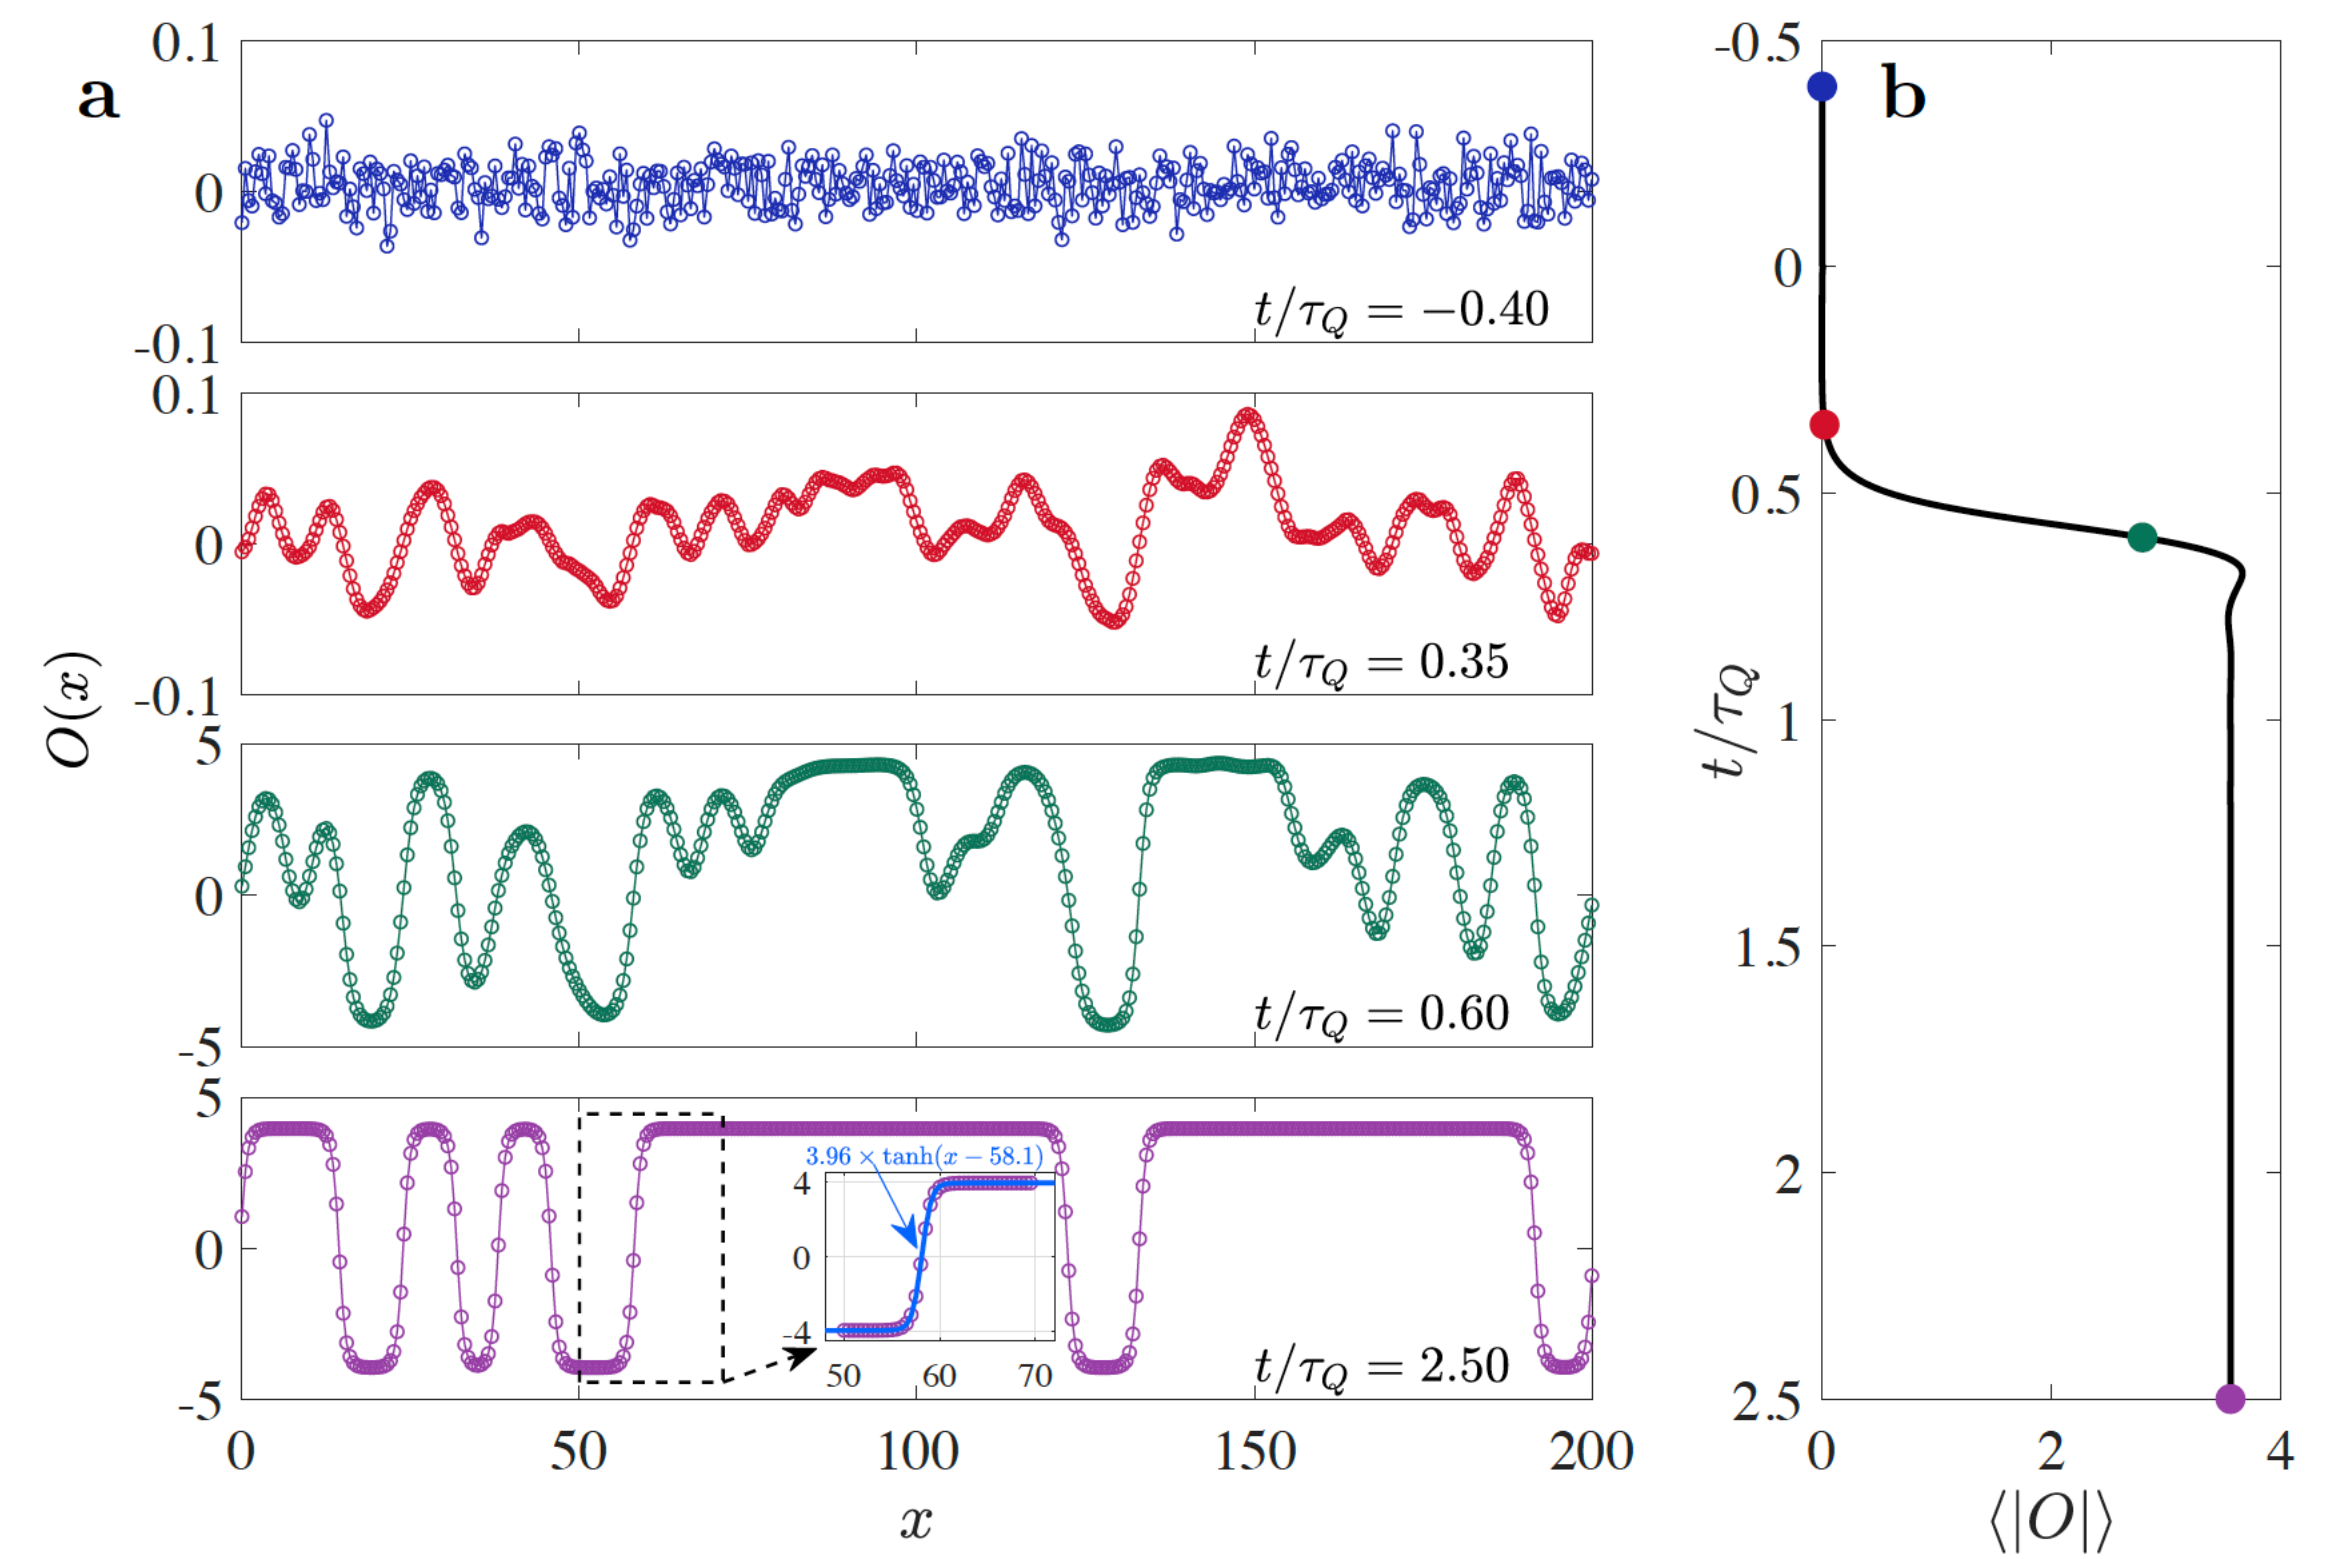 a
O(x)
0.1
0
-0.1
t/τ_Q = −0.40
0.1
0
-0.1
t/τ_Q = 0.35
5
0
-5
t/τ_Q = 0.60
5
0
-5
3.96 × tanh(x − 58.1)
4
0
-4
50 60 70
t/τ_Q = 2.50
0 50 100 150 200
x
b
t/τ_Q
-0.5
0
0.5
1
1.5
2
2.5
0 2 4
⟨|O|⟩